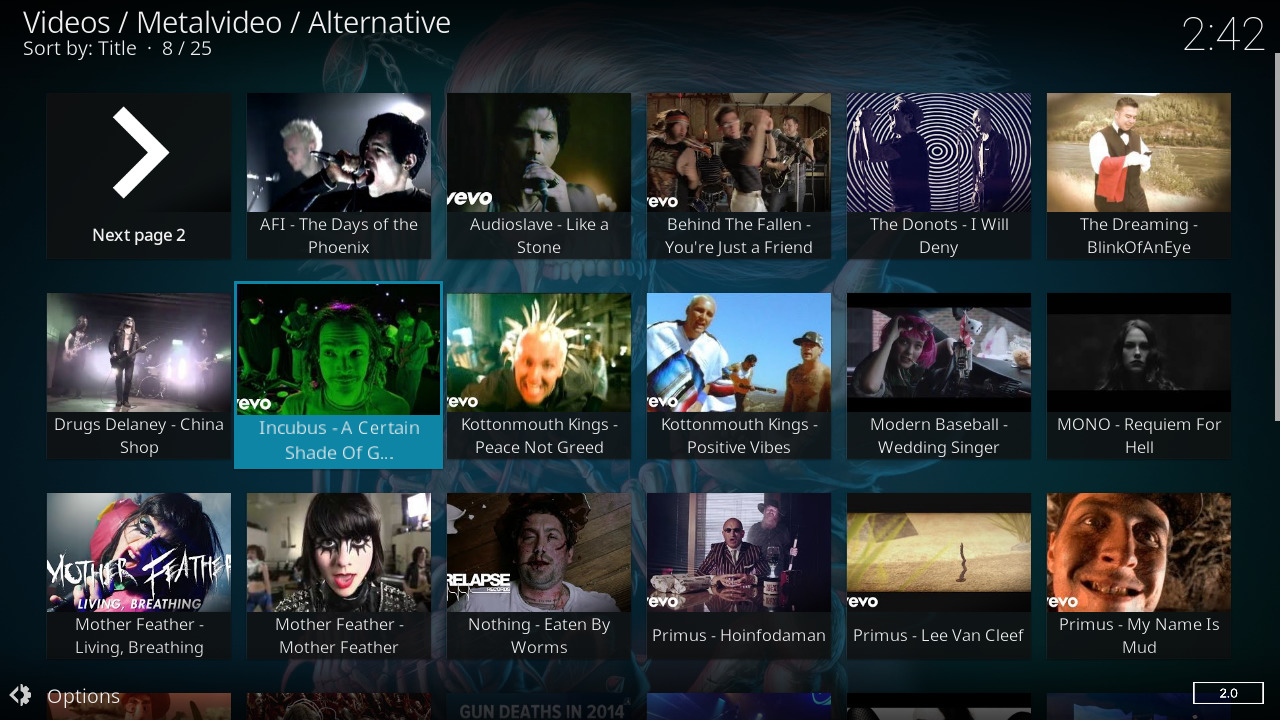 Videos / Metalvideo / Alternative
Sort by: Title · 8 / 25
2:42
Next page 2
AFI - The Days of the
Phoenix
vevo
Audioslave - Like a
Stone
vevo
Behind The Fallen -
You're Just a Friend
The Donots - I Will
Deny
The Dreaming -
BlinkOfAnEye
Drugs Delaney - China
Shop
evo
Incubus - A Certain
Shade Of G...
evo
Kottonmouth Kings -
Peace Not Greed
evo
Kottonmouth Kings -
Positive Vibes
Modern Baseball -
Wedding Singer
MONO - Requiem For
Hell
MOTHER FEATHER
LIVING, BREATHING
Mother Feather -
Living, Breathing
Mother Feather -
Mother Feather
RELAPSE
RECORDS
Nothing - Eaten By
Worms
vevo
Primus - Hoinfodaman
vevo
Primus - Lee Van Cleef
evo
Primus - My Name Is
Mud
GUN DEATHS IN 2014
Options
2.0